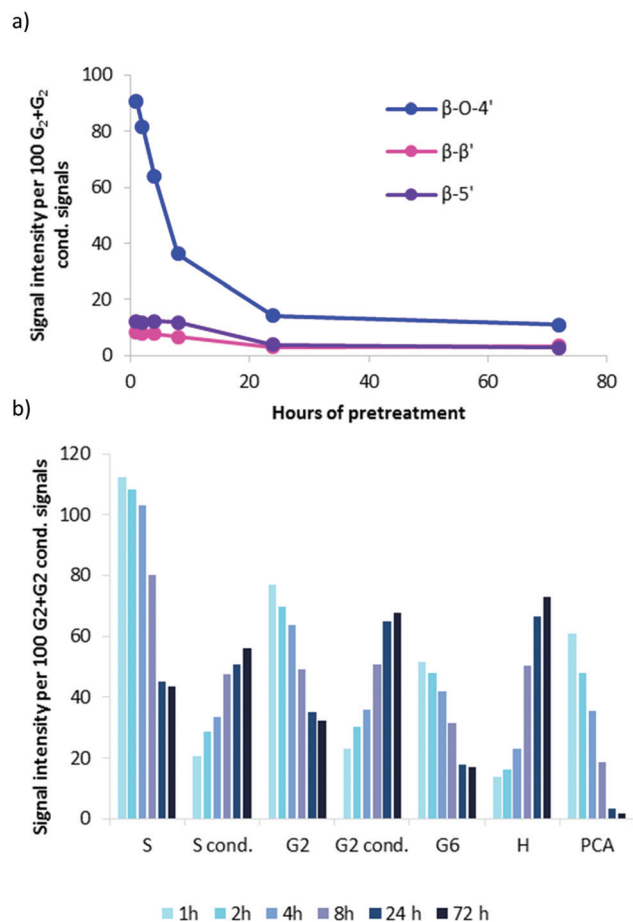 a)
Signal intensity per 100 G₂+G₂
cond. signals
100
80
60
40
20
0
β-O-4'
β-β'
β-5'
0 20 40 60 80
Hours of pretreatment
b)
Signal intensity per 100 G2+G2 cond. signals
120
100
80
60
40
20
0
S S cond. G2 G2 cond. G6 H PCA
1h 2h 4h 8h 24 h 72 h